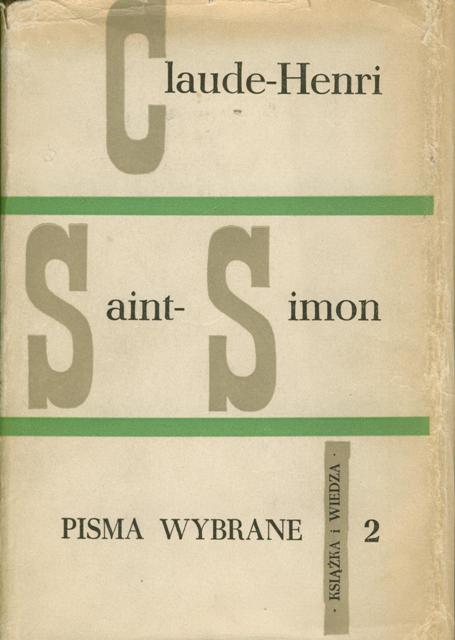 Claude-Henri
Saint-Simon
PISMA WYBRANE 2
· KSIĄŻKA i WIEDZA ·